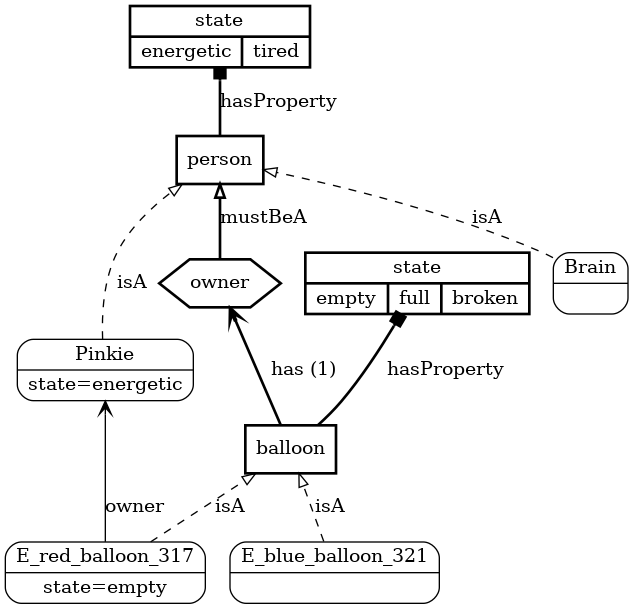 state
energetic tired
hasProperty
person
mustBeA
isA
owner
state
empty full broken
Brain
isA
Pinkie
state=energetic
has (1)
hasProperty
balloon
owner
isA
isA
E_red_balloon_317
state=empty
E_blue_balloon_321